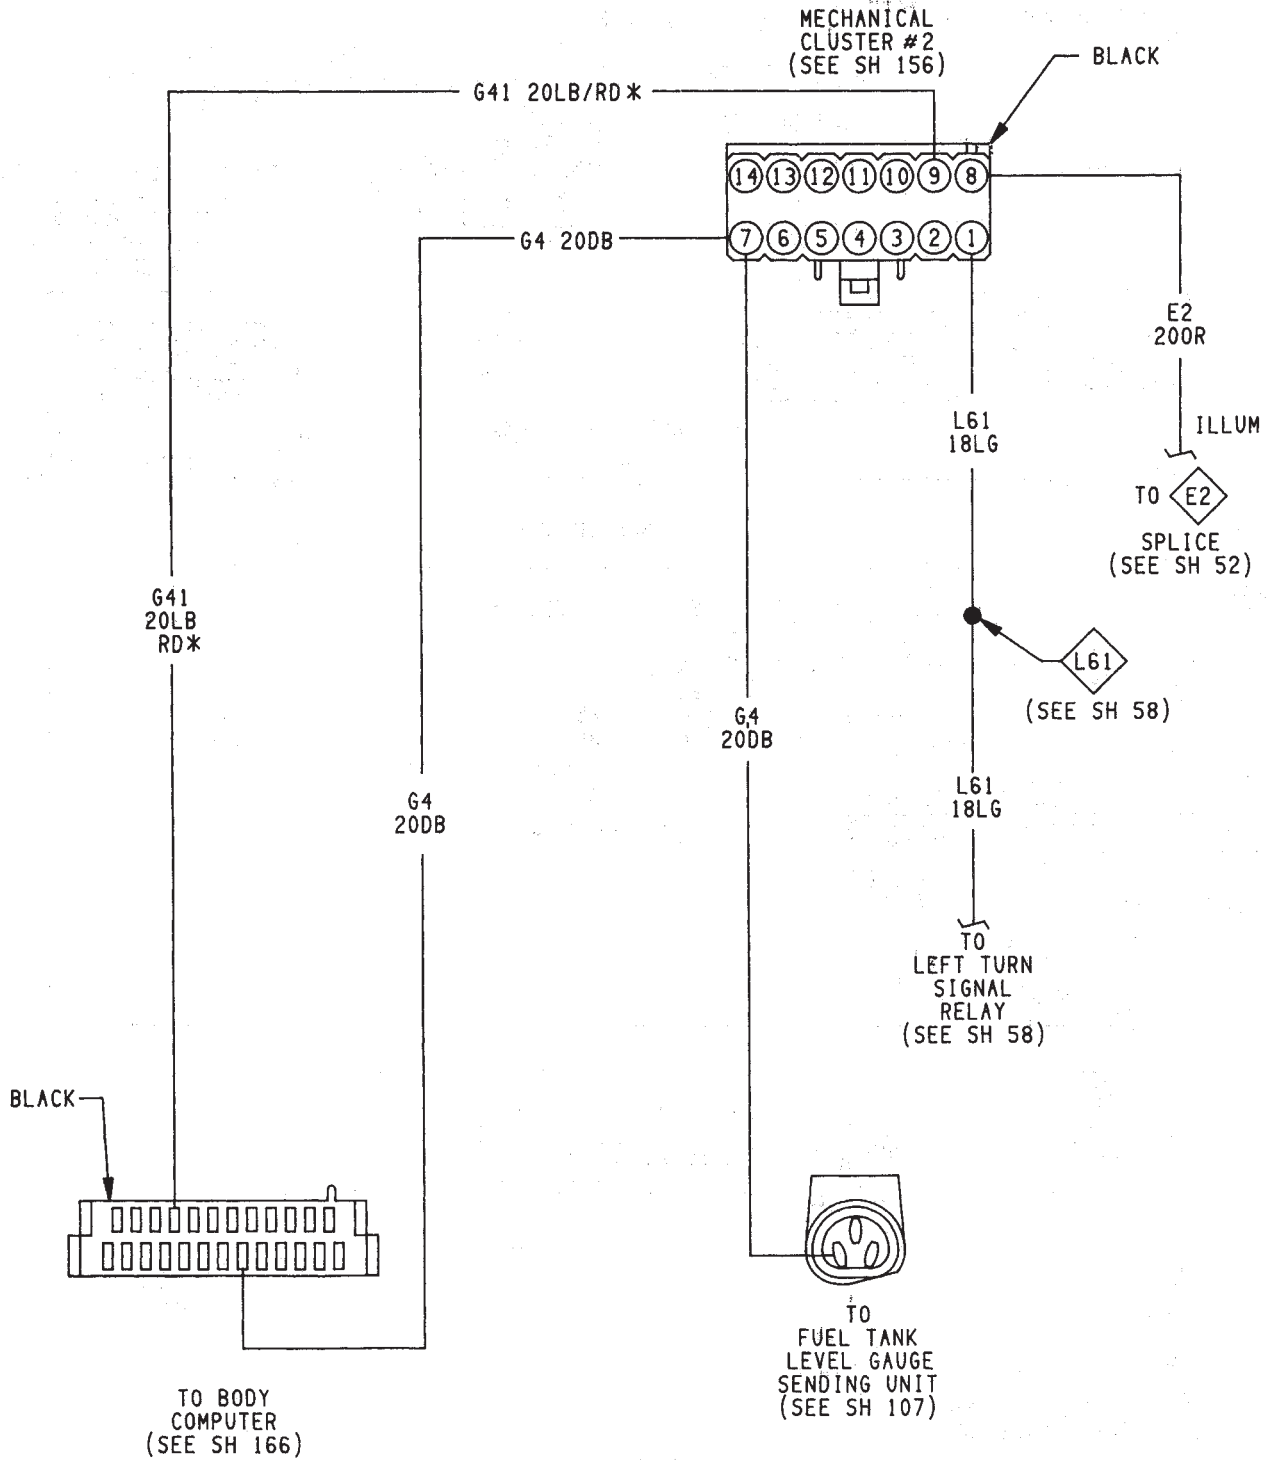 MECHANICAL
CLUSTER #2
(SEE SH 156)
BLACK
G41 20LB/RD*
14 13 12 11 10 9 8
G4 20DB
7 6 5 4 3 2 1
E2
20OR
L61
18LG
ILLUM
TO E2
SPLICE
(SEE SH 52)
G41
20LB
RD*
L61
(SEE SH 58)
G4
20DB
L61
18LG
G4
20DB
TO
LEFT TURN
SIGNAL
RELAY
(SEE SH 58)
BLACK
TO
FUEL TANK
LEVEL GAUGE
SENDING UNIT
(SEE SH 107)
TO BODY
COMPUTER
(SEE SH 166)